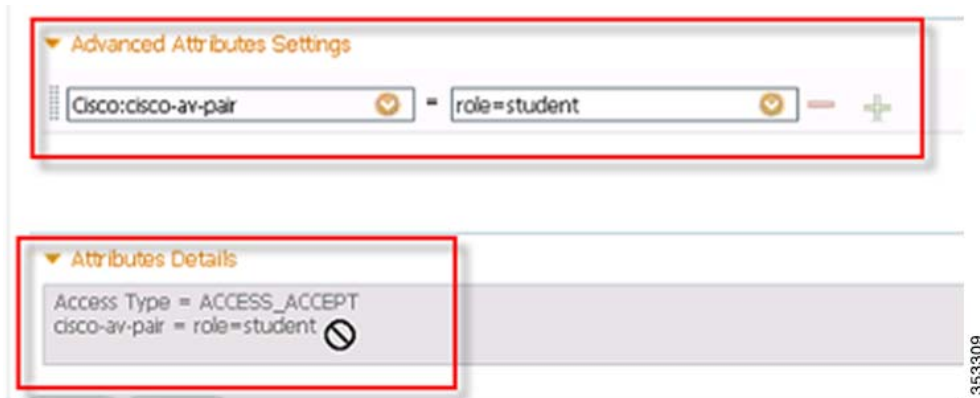 Advanced Attributes Settings
Cisco:cisco-av-pair = role=student
Attributes Details
Access Type = ACCESS_ACCEPT
cisco-av-pair = role=student
353309